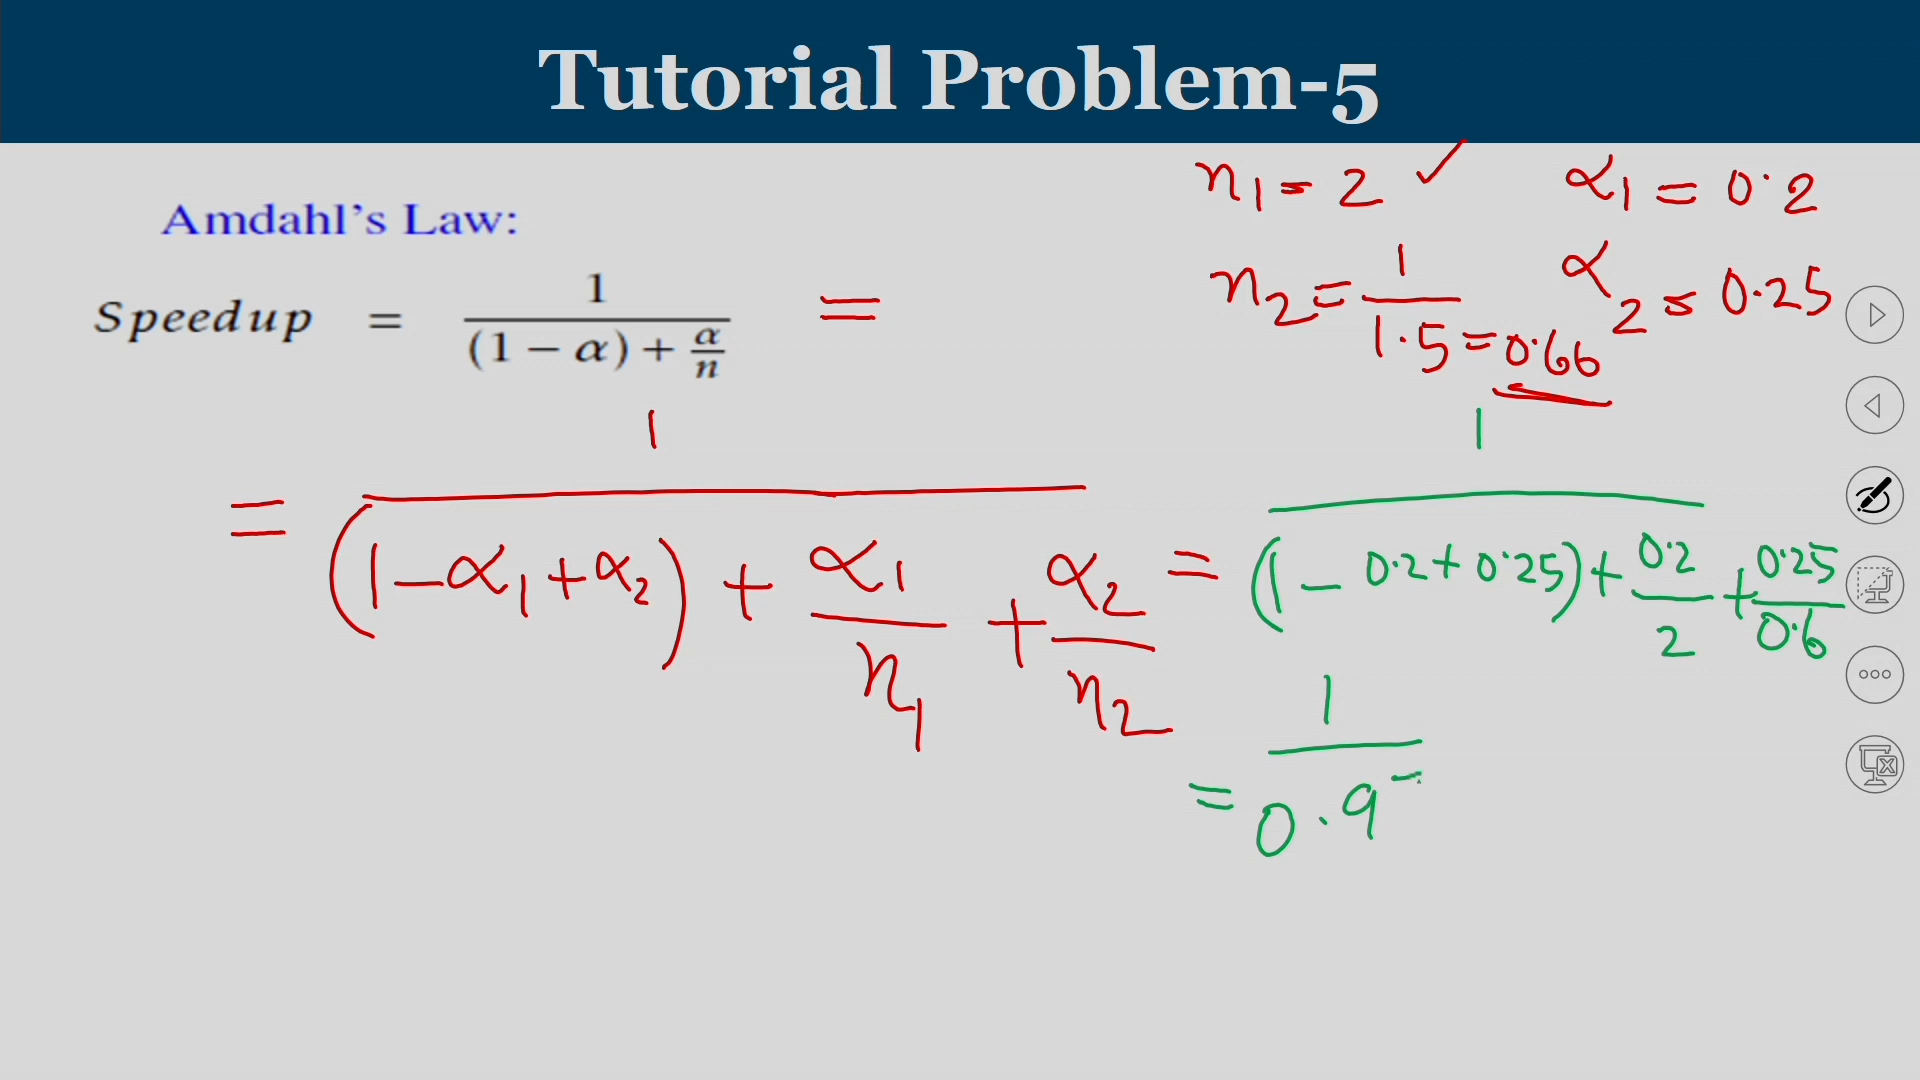 Tutorial Problem-5
n1 = 2 ✓ α1 = 0.2
Amdahl's Law:
n2 = 1/1.5 = 0.66 α2 = 0.25
Speedup = 1/((1 − α) + α/n) =
= 1/((1 − α1 + α2) + α1/n1 + α2/n2) = 1/((1 − 0.2 + 0.25) + 0.2/2 + 0.25/0.6)
= 1/0.9